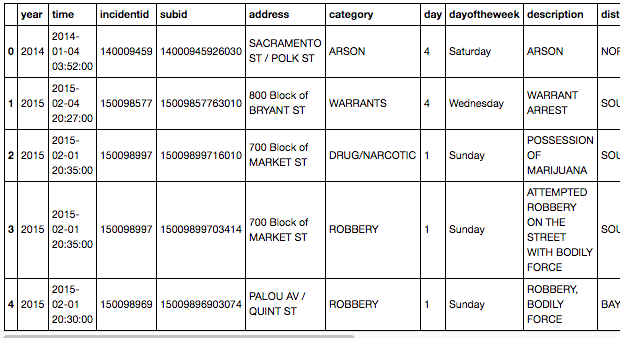 year time incidentid subid address category day dayoftheweek description dist
0 2014 2014-01-04 03:52:00 140009459 14000945926030 SACRAMENTO ST / POLK ST ARSON 4 Saturday ARSON NOR
1 2015 2015-02-04 20:27:00 150098577 15009857763010 800 Block of BRYANT ST WARRANTS 4 Wednesday WARRANT ARREST SOU
2 2015 2015-02-01 20:35:00 150098997 15009899716010 700 Block of MARKET ST DRUG/NARCOTIC 1 Sunday POSSESSION OF MARIJUANA SOU
3 2015 2015-02-01 20:35:00 150098997 15009899703414 700 Block of MARKET ST ROBBERY 1 Sunday ATTEMPTED ROBBERY ON THE STREET WITH BODILY FORCE SOU
4 2015 2015-02-01 20:30:00 150098969 15009896903074 PALOU AV / QUINT ST ROBBERY 1 Sunday ROBBERY, BODILY FORCE BAY